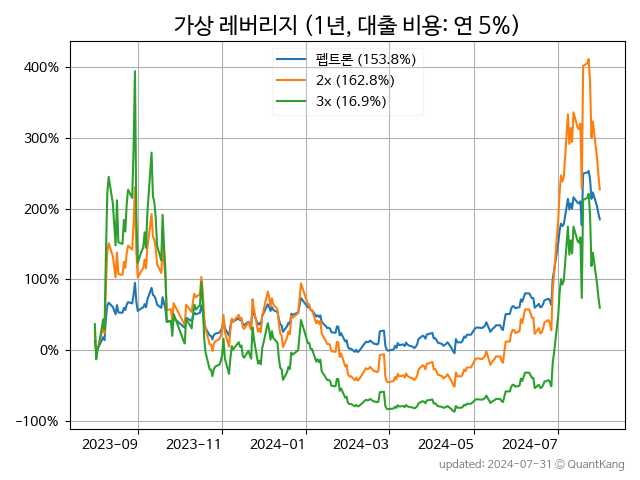 가상 레버리지 (1년, 대출 비용: 연 5%)
펩트론 (153.8%)
2x (162.8%)
3x (16.9%)
400%
300%
200%
100%
0%
−100%
2023-09 2023-11 2024-01 2024-03 2024-05 2024-07
updated: 2024-07-31 © QuantKang